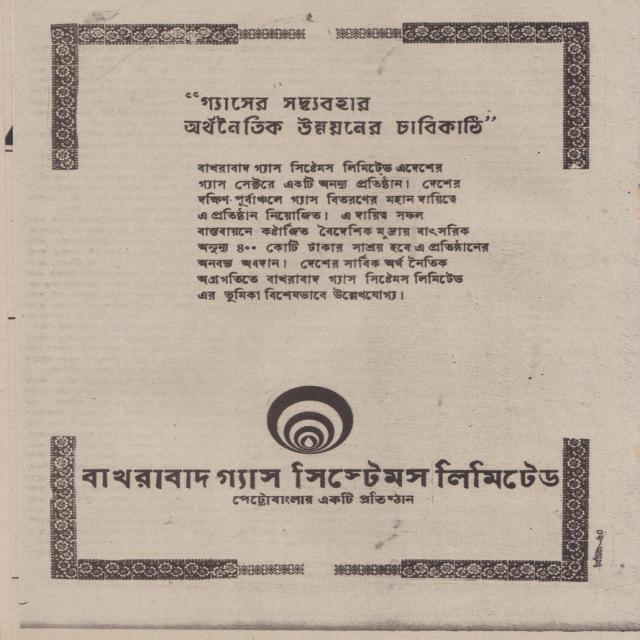 “গ্যাসের সদ্ব্যবহার
অর্থনৈতিক উন্নয়নের চাবিকাঠি”
বাখরাবাদ গ্যাস সিষ্টেমস লিমিটেড এদেশের
গ্যাস সেক্টরে একটি অনন্য প্রতিষ্ঠান। দেশের
দক্ষিণ-পূর্বাঞ্চলে গ্যাস বিতরণের মহান দায়িত্বে
এ প্রতিষ্ঠান নিয়োজিত। এ দায়িত্ব সফল
বাস্তবায়নে কষ্টার্জিত বৈদেশিক মুদ্রায় বাৎসরিক
অন্যূন ৪০০ কোটি টাকার সাশ্রয় হবে এ প্রতিষ্ঠানের
অনবদ্য অবদান। দেশের সার্বিক অর্থ নৈতিক
অগ্রগতিতে বাখরাবাদ গ্যাস সিষ্টেমস লিমিটেড
এর ভূমিকা বিশেষভাবে উল্লেখযোগ্য।
বাখরাবাদ গ্যাস সিস্টেমস লিমিটেড
পেট্রোবাংলার একটি প্রতিষ্ঠান